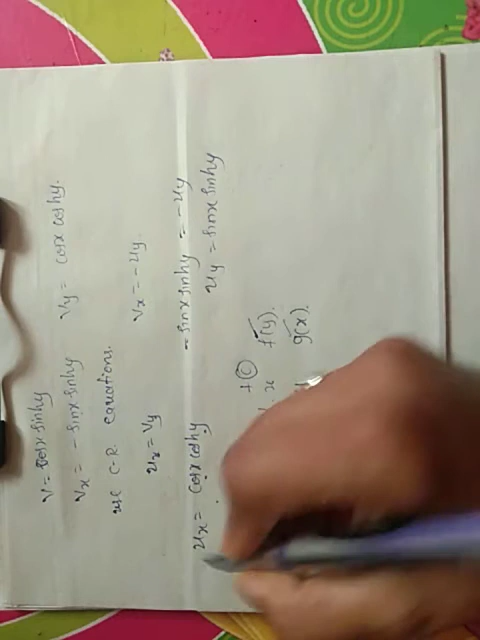 V = cosx sinhy
Vx = - sinx sinhy Vy = cosx coshy.
use C-R equations.
ux = Vy Vx = -uy.
ux = cosx coshy - sinx sinhy = -uy
uy = sinx sinhy
+ C
x f(y).
g(x).